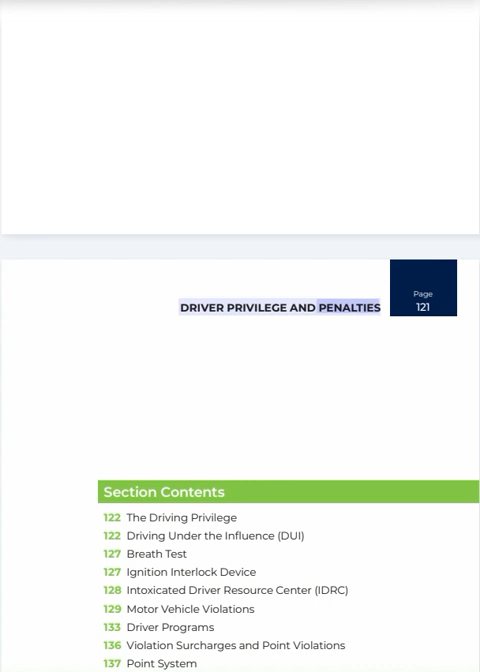 DRIVER PRIVILEGE AND PENALTIES
Page
121
Section Contents
122 The Driving Privilege
122 Driving Under the Influence (DUI)
127 Breath Test
127 Ignition Interlock Device
128 Intoxicated Driver Resource Center (IDRC)
129 Motor Vehicle Violations
133 Driver Programs
136 Violation Surcharges and Point Violations
137 Point System